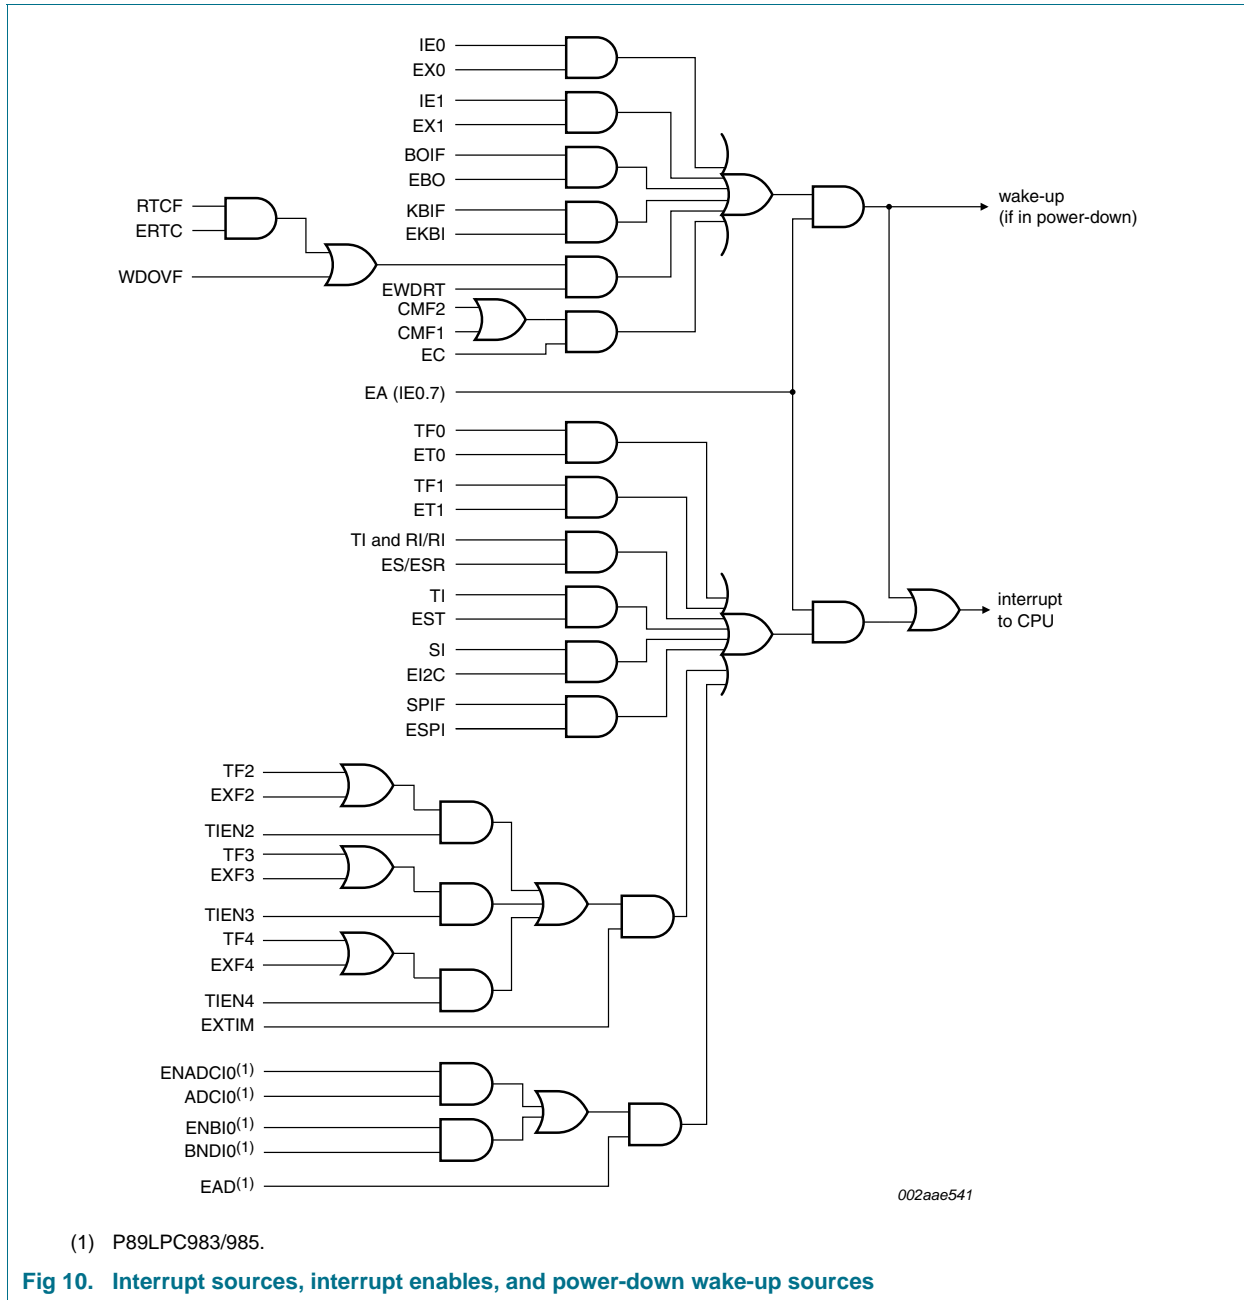 IE0
EX0
IE1
EX1
BOIF
EBO
RTCF
KBIF
ERTC
EKBI
wake-up
(if in power-down)
WDOVF
EWDRT
CMF2
CMF1
EC
EA (IE0.7)
TF0
ET0
TF1
ET1
TI and RI/RI
ES/ESR
TI
EST
interrupt
to CPU
SI
EI2C
SPIF
ESPI
TF2
EXF2
TIEN2
TF3
EXF3
TIEN3
TF4
EXF4
TIEN4
EXTIM
ENADCI0(1)
ADCI0(1)
ENBI0(1)
BNDI0(1)
EAD(1)
002aae541
(1) P89LPC983/985.
Fig 10. Interrupt sources, interrupt enables, and power-down wake-up sources